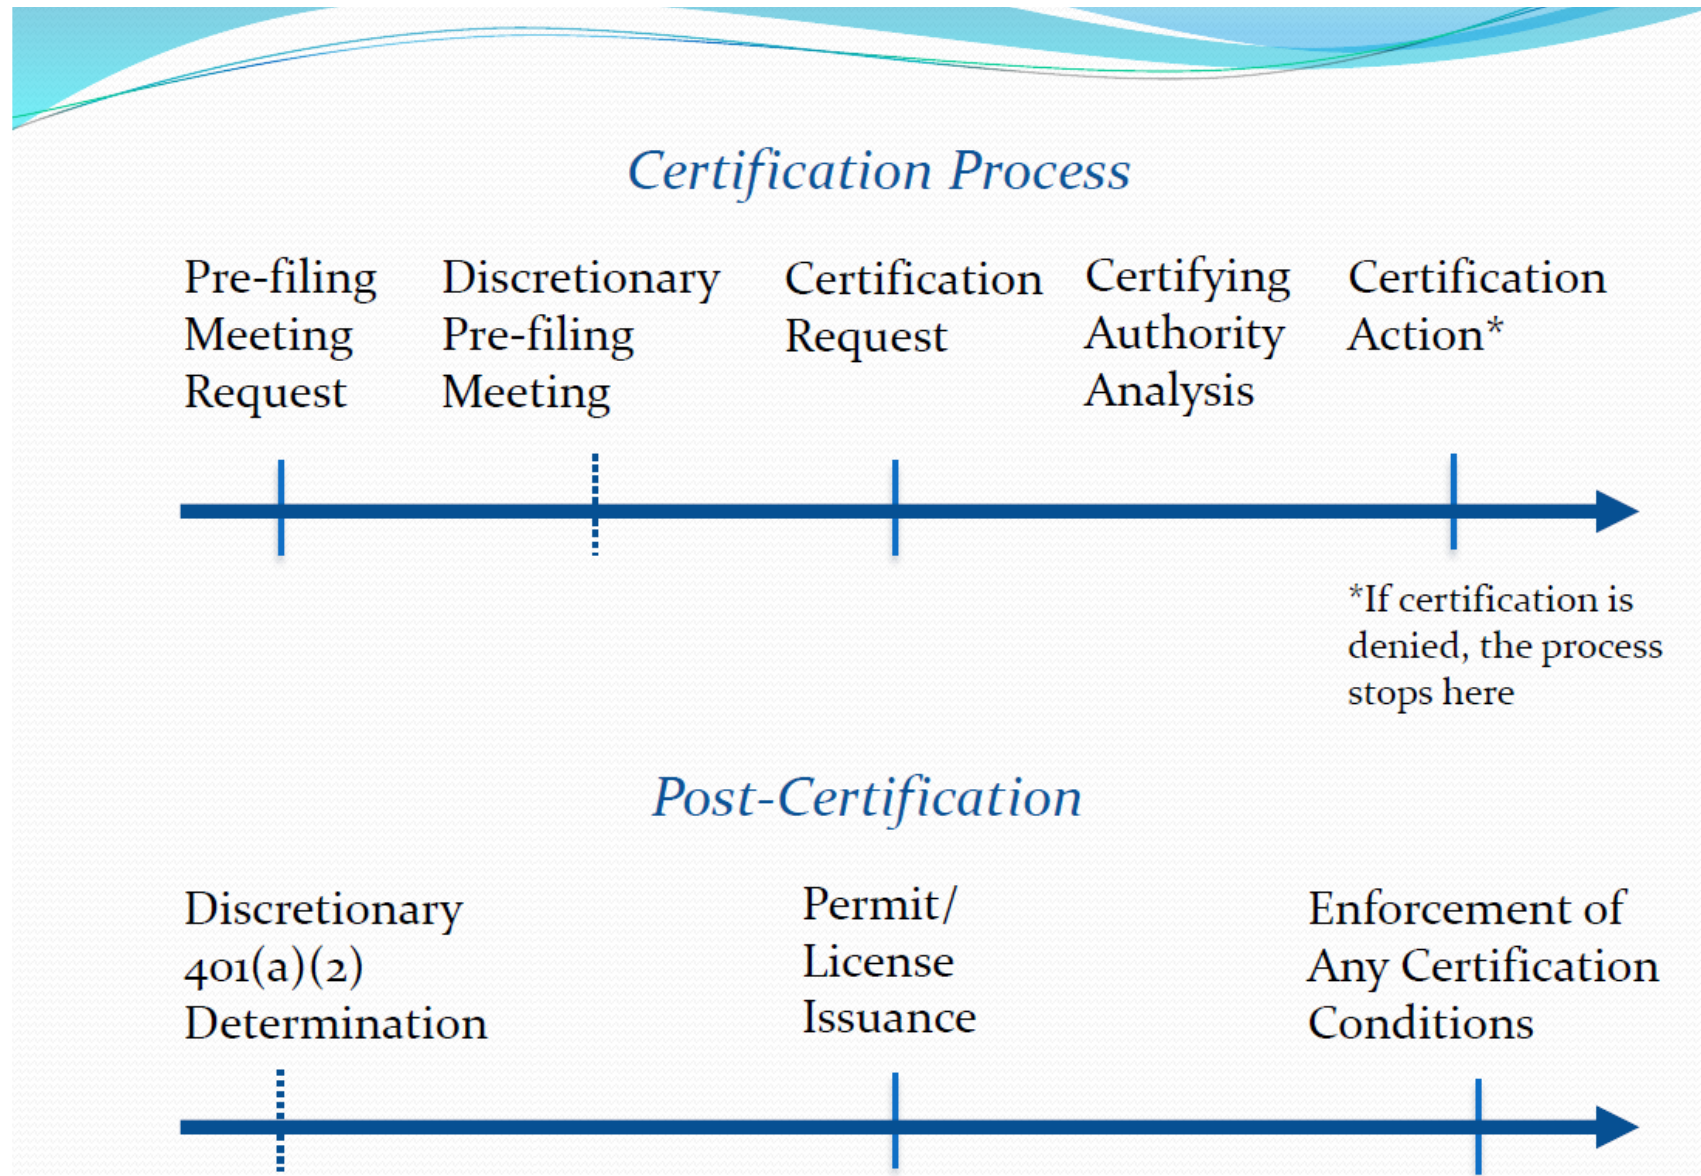 Certification Process
Pre-filing
Meeting
Request
Discretionary
Pre-filing
Meeting
Certification
Request
Certifying
Authority
Analysis
Certification
Action*
*If certification is
denied, the process
stops here
Post-Certification
Discretionary
401(a)(2)
Determination
Permit/
License
Issuance
Enforcement of
Any Certification
Conditions